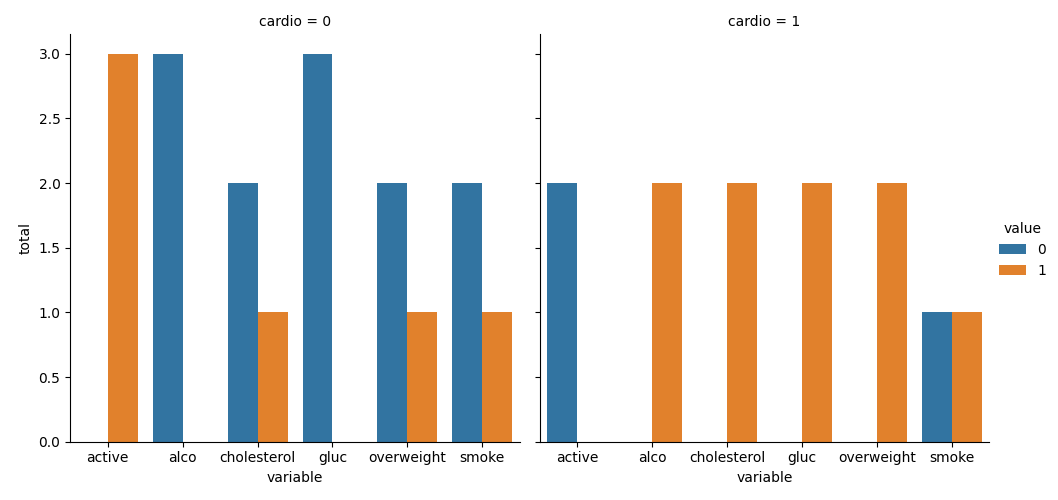 cardio = 0
cardio = 1
total
3.0
2.5
2.0
1.5
1.0
0.5
0.0
active alco cholesterol gluc overweight smoke
variable
active alco cholesterol gluc overweight smoke
variable
value
0
1